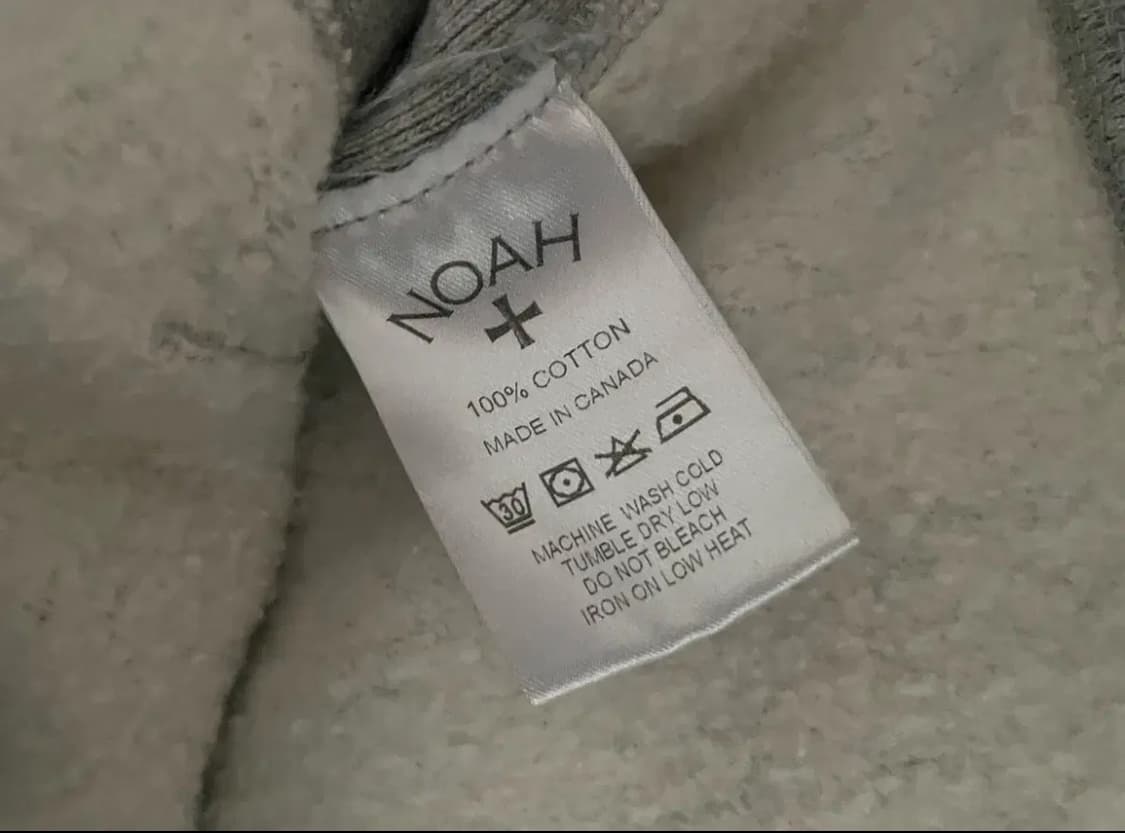 NOAH
100% COTTON
MADE IN CANADA
30
MACHINE WASH COLD
TUMBLE DRY LOW
DO NOT BLEACH
IRON ON LOW HEAT